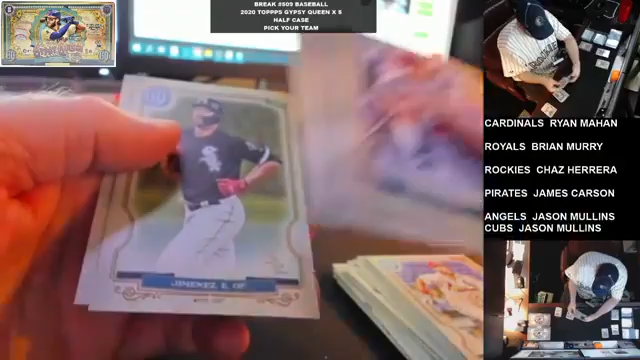 BREAK #509 BASEBALL
2020 TOPPPS GYPSY QUEEN X 5
HALF CASE
PICK YOUR TEAM
CARDINALS RYAN MAHAN
ROYALS BRIAN MURRY
ROCKIES CHAZ HERRERA
PIRATES JAMES CARSON
ANGELS JASON MULLINS
CUBS JASON MULLINS
JIMENEZ, E. OF